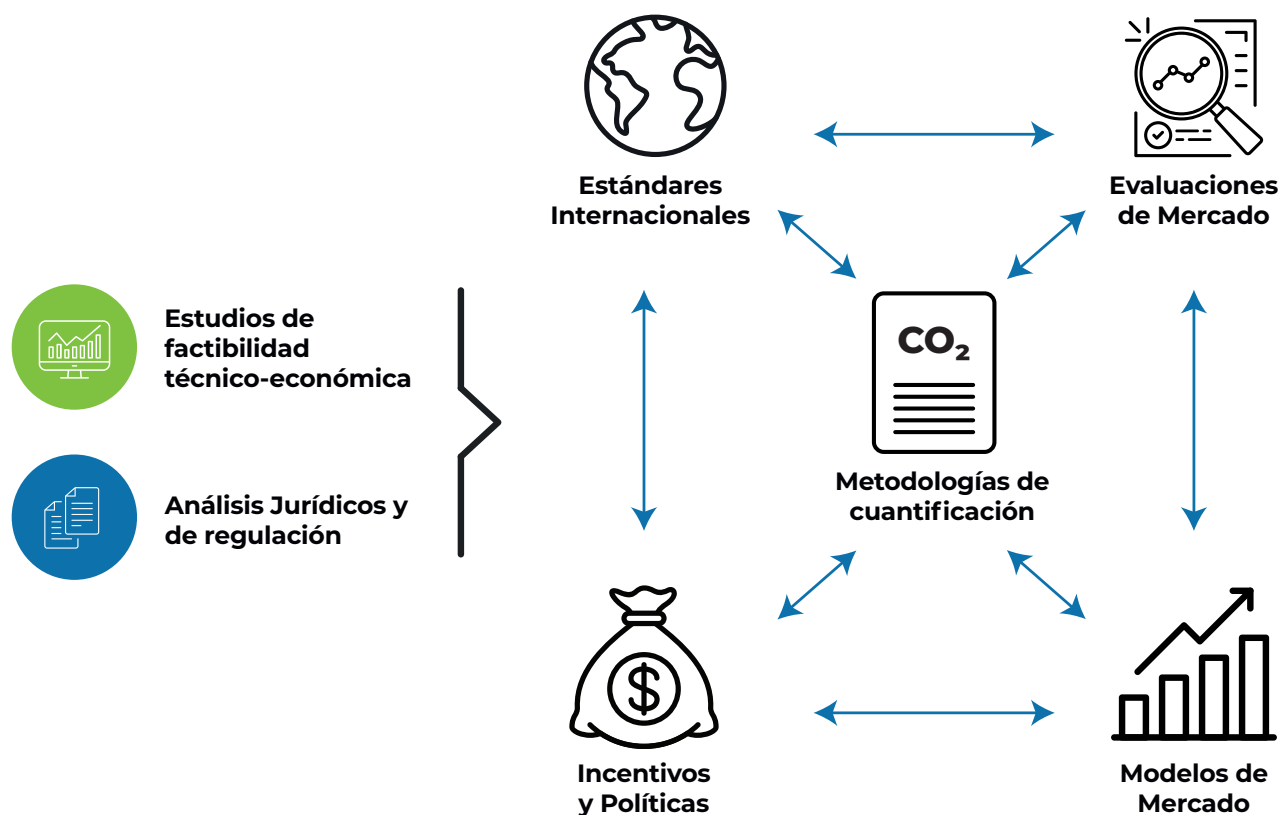 Estándares
Internacionales
Evaluaciones
de Mercado
Estudios de
factibilidad
técnico-económica
Análisis Jurídicos y
de regulación
CO₂
Metodologías de
cuantificación
$
Incentivos
y Políticas
Modelos de
Mercado